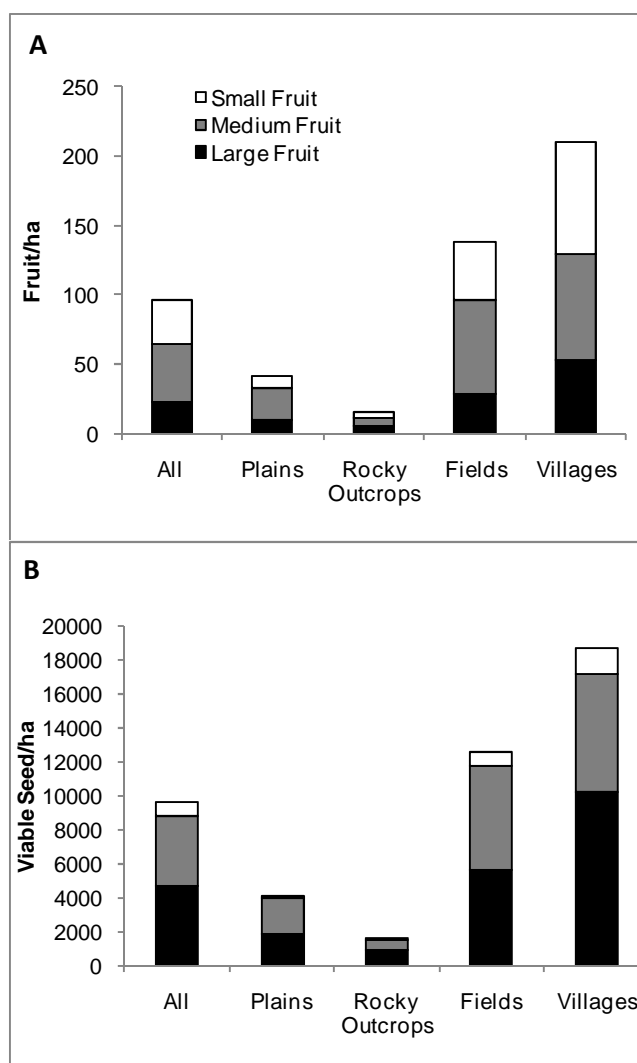 A
250
200
150
100
50
0
Fruit/ha
Small Fruit
Medium Fruit
Large Fruit
All Plains Rocky Fields Villages
Outcrops
B
20000
18000
16000
14000
12000
10000
8000
6000
4000
2000
0
Viable Seed/ha
All Plains Rocky Fields Villages
Outcrops